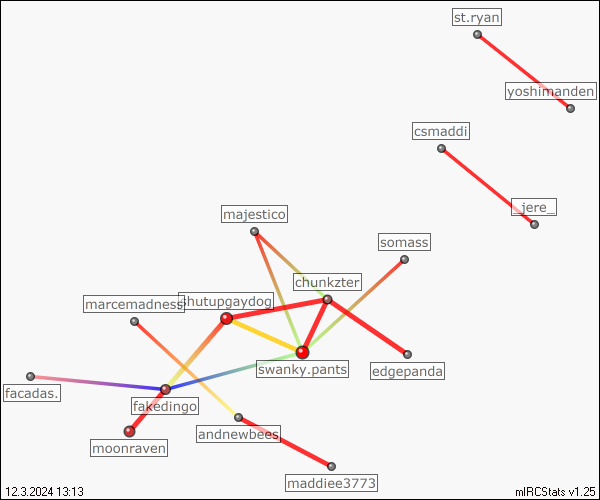 st.ryan
yoshimanden
csmaddi
_jere_
majestico
somass
chunkzter
marcemadness
shutupgaydog
swanky.pants
edgepanda
facadas.
fakedingo
andnewbees
moonraven
maddiee3773
12.3.2024 13:13
mIRCStats v1.25